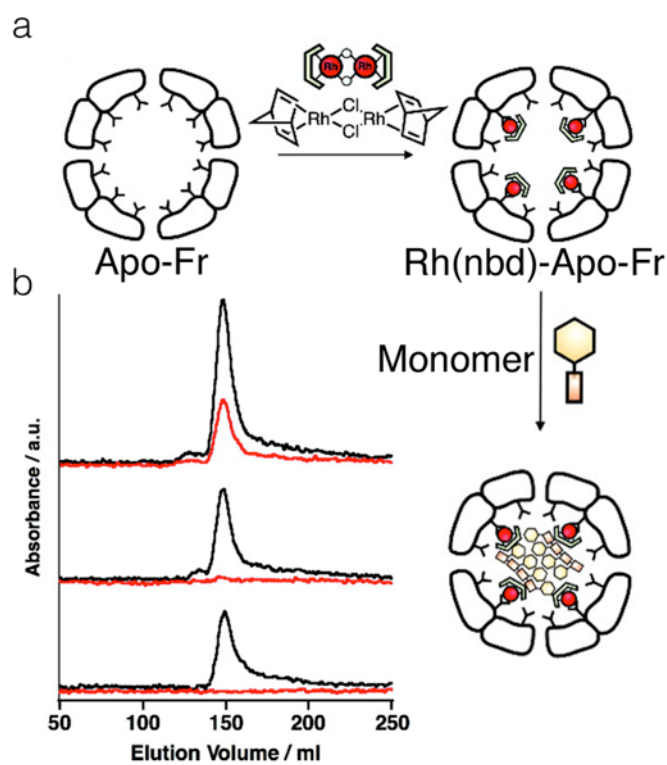 a
Rh Rh
Rh Cl Cl Rh
Apo-Fr
Rh(nbd)-Apo-Fr
b
Monomer
Absorbance / a.u.
50 100 150 200 250
Elution Volume / ml